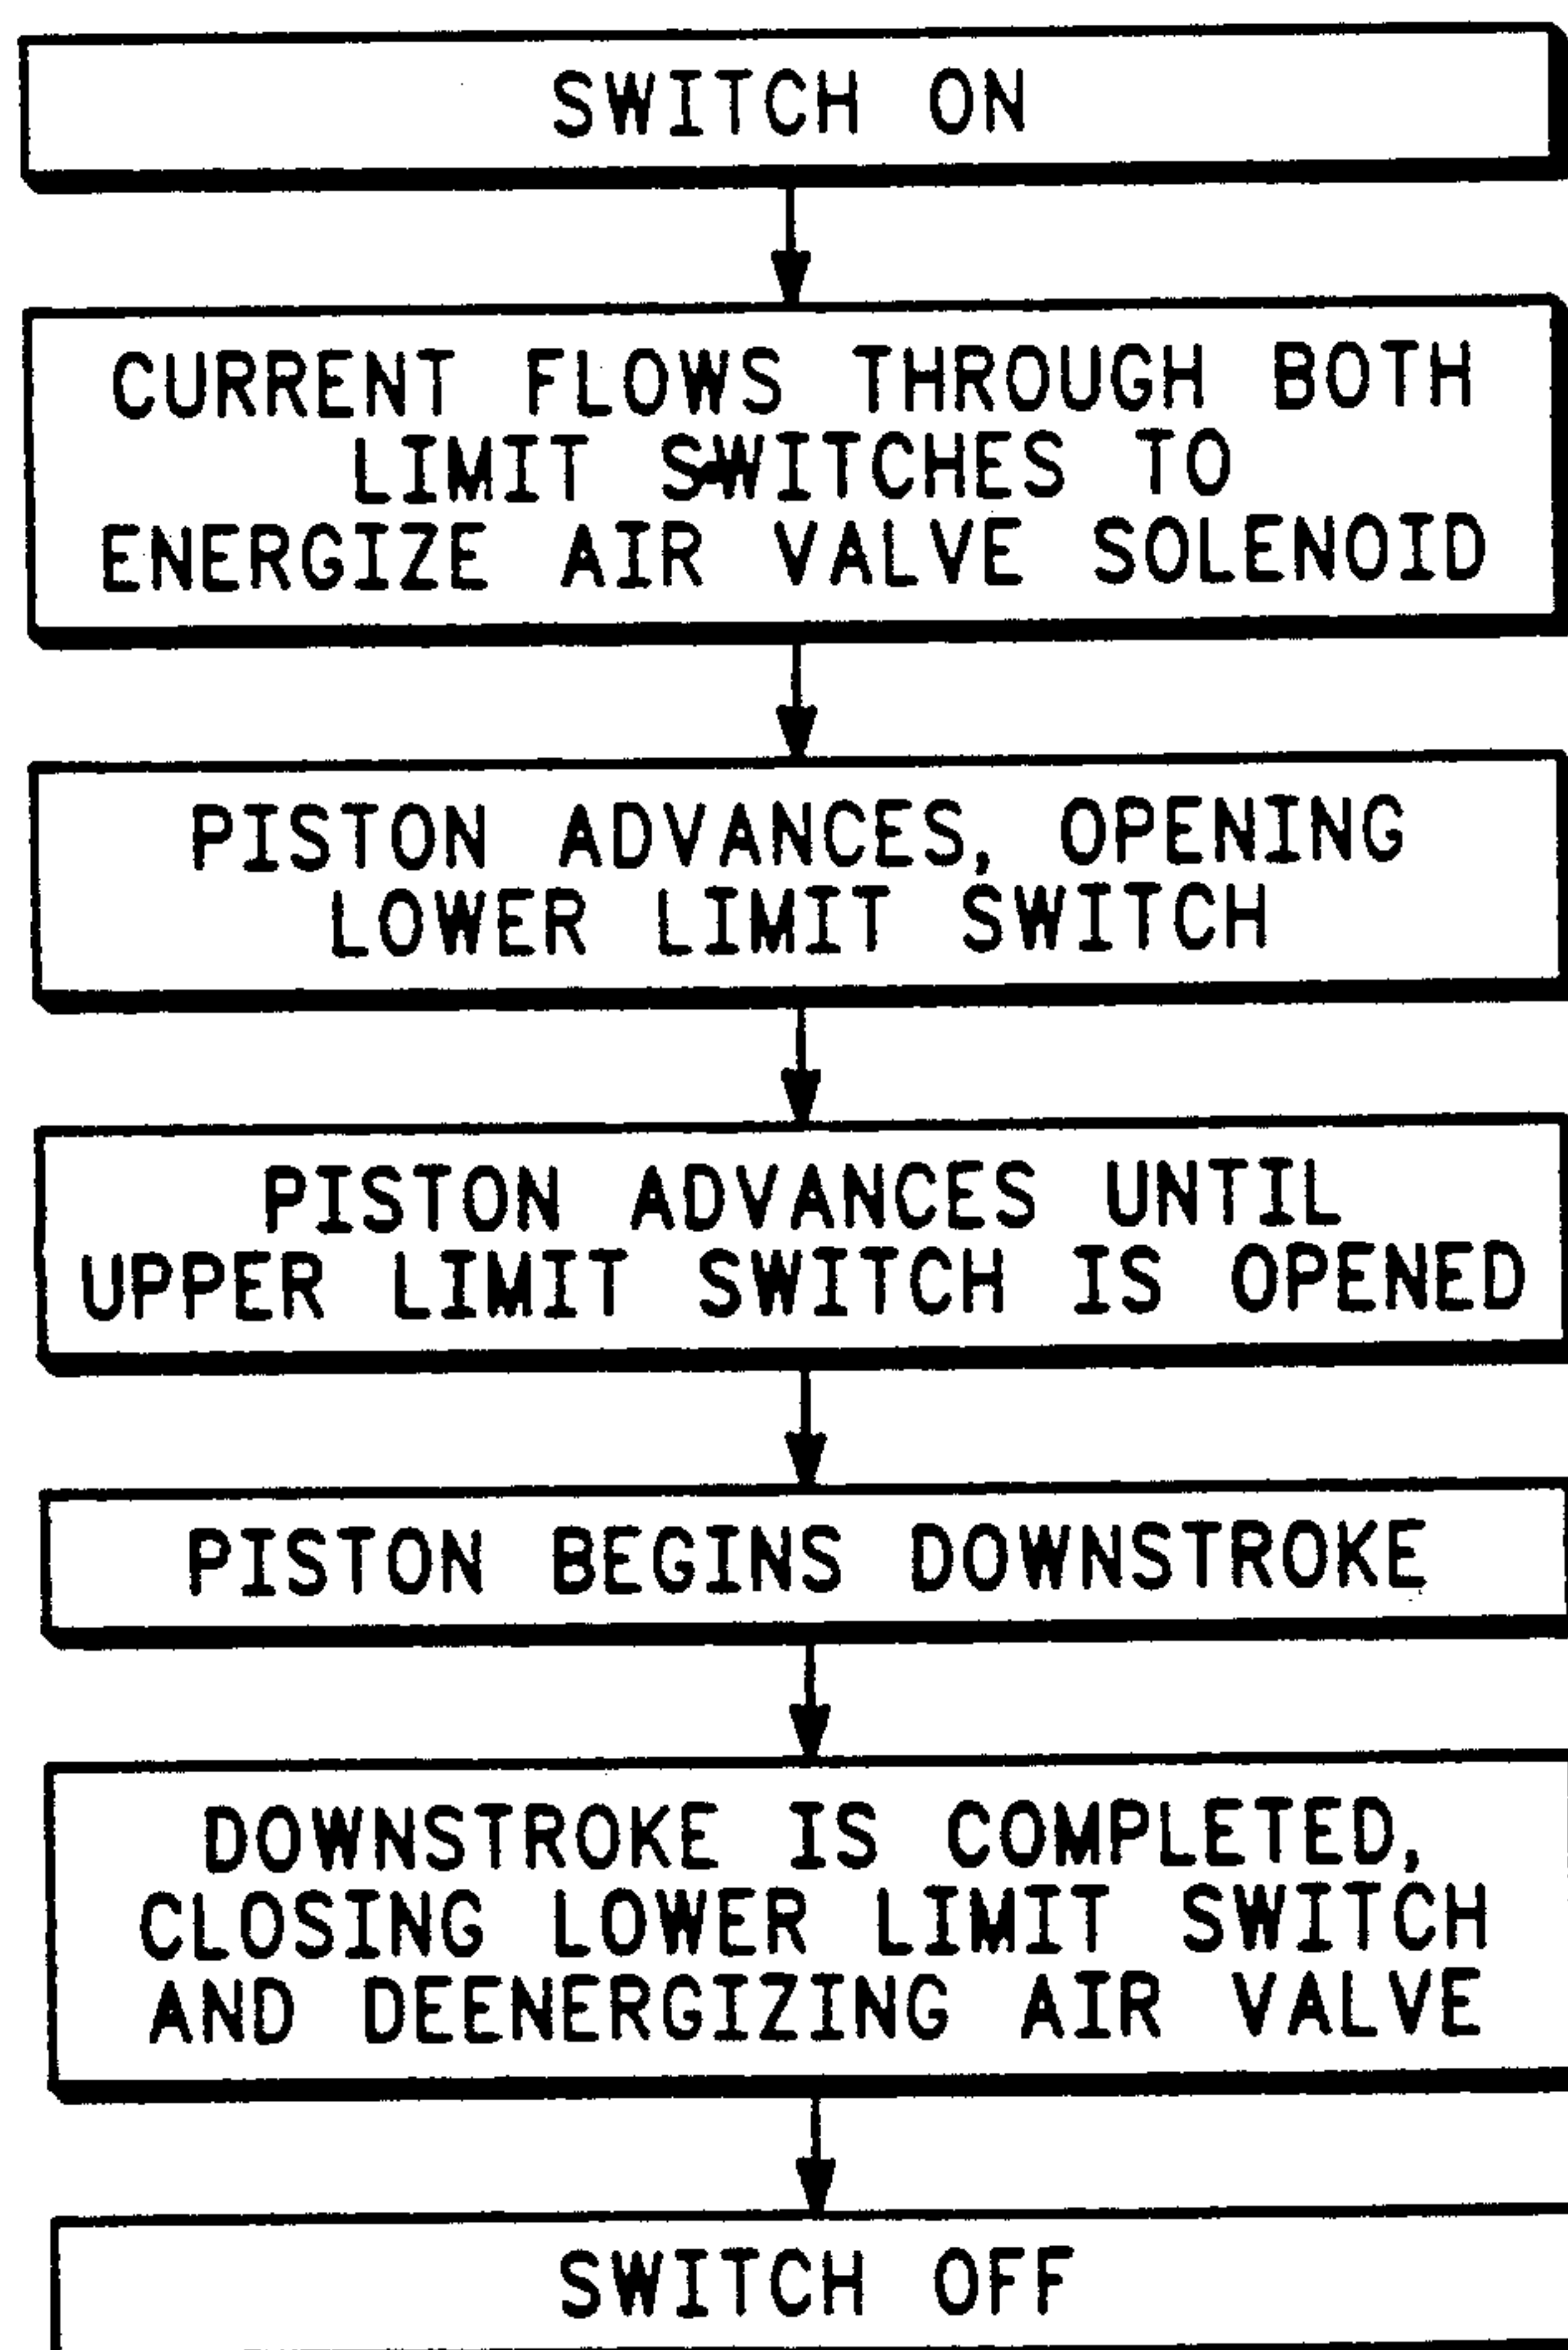 SWITCH ON
CURRENT FLOWS THROUGH BOTH
LIMIT SWITCHES TO
ENERGIZE AIR VALVE SOLENOID
PISTON ADVANCES, OPENING
LOWER LIMIT SWITCH
PISTON ADVANCES UNTIL
UPPER LIMIT SWITCH IS OPENED
PISTON BEGINS DOWNSTROKE
DOWNSTROKE IS COMPLETED,
CLOSING LOWER LIMIT SWITCH
AND DEENERGIZING AIR VALVE
SWITCH OFF